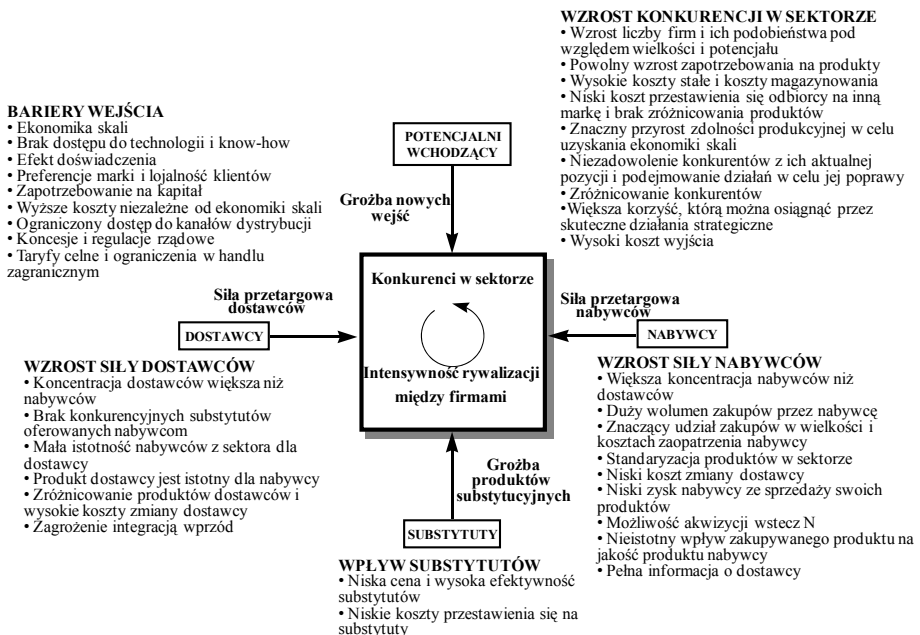 WZROST KONKURENCJI W SEKTORZE
• Wzrost liczby firm i ich podobieństwa pod
względem wielkości i potencjału
• Powolny wzrost zapotrzebowania na produkty
• Wysokie koszty stałe i koszty magazynowania
• Niski koszt przestawienia się odbiorcy na inną
markę i brak zróżnicowania produktów
• Znaczny przyrost zdolności produkcyjnej w celu
uzyskania ekonomiki skali
• Niezadowolenie konkurentów z ich aktualnej
pozycji i podejmowanie działań w celu jej poprawy
• Zróżnicowanie konkurentów
•Większa korzyść, którą można osiągnąć przez
skuteczne działania strategiczne
• Wysoki koszt wyjścia
BARIERY WEJŚCIA
• Ekonomika skali
• Brak dostępu do technologii i know-how
• Efekt doświadczenia
• Preferencje marki i lojalność klientów
• Zapotrzebowanie na kapitał
• Wyższe koszty niezależne od ekonomiki skali
• Ograniczony dostęp do kanałów dystrybucji
• Koncesje i regulacje rządowe
• Taryfy celne i ograniczenia w handlu
zagranicznym
POTENCJALNI
WCHODZĄCY
Groźba nowych
wejść
Konkurenci w sektorze
Intensywność rywalizacji
między firmami
Siła przetargowa
dostawców
DOSTAWCY
Siła przetargowa
nabywców
NABYWCY
WZROST SIŁY DOSTAWCÓW
• Koncentracja dostawców większa niż
nabywców
• Brak konkurencyjnych substytutów
oferowanych nabywcom
• Mała istotność nabywców z sektora dla
dostawcy
• Produkt dostawcy jest istotny dla nabywcy
• Zróżnicowanie produktów dostawców i
wysokie koszty zmiany dostawcy
• Zagrożenie integracją wprzód
WZROST SIŁY NABYWCÓW
• Większa koncentracja nabywców niż
dostawców
• Duży wolumen zakupów przez nabywcę
• Znaczący udział zakupów w wielkości i
kosztach zaopatrzenia nabywcy
• Standaryzacja produktów w sektorze
• Niski koszt zmiany dostawcy
• Niski zysk nabywcy ze sprzedaży swoich
produktów
• Możliwość akwizycji wstecz N
• Nieistotny wpływ zakupywanego produktu na
jakość produktu nabywcy
• Pełna informacja o dostawcy
Groźba
produktów
substytucyjnych
SUBSTYTUTY
WPŁYW SUBSTYTUTÓW
• Niska cena i wysoka efektywność
substytutów
• Niskie koszty przestawienia się na
substytuty